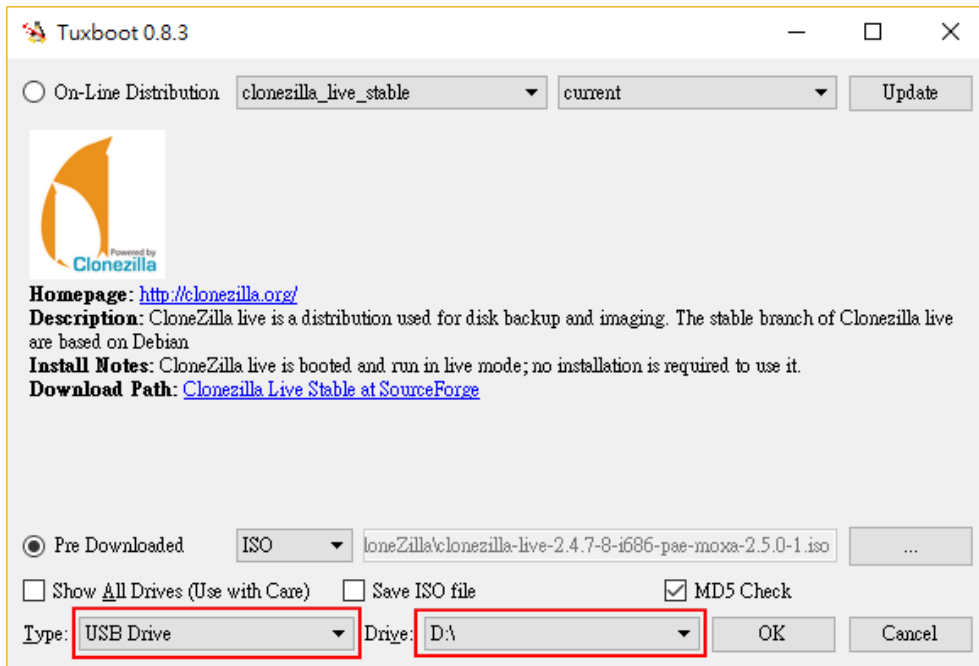 Tuxboot 0.8.3
On-Line Distribution clonezilla_live_stable current Update
Powered by
Clonezilla
Homepage: http://clonezilla.org/
Description: CloneZilla live is a distribution used for disk backup and imaging. The stable branch of Clonezilla live
are based on Debian
Install Notes: CloneZilla live is booted and run in live mode; no installation is required to use it.
Download Path: Clonezilla Live Stable at SourceForge
Pre Downloaded ISO loneZilla\clonezilla-live-2.4.7-8-i686-pae-moxa-2.5.0-1.iso ...
Show All Drives (Use with Care) Save ISO file MD5 Check
Type: USB Drive Drive: D:\ OK Cancel